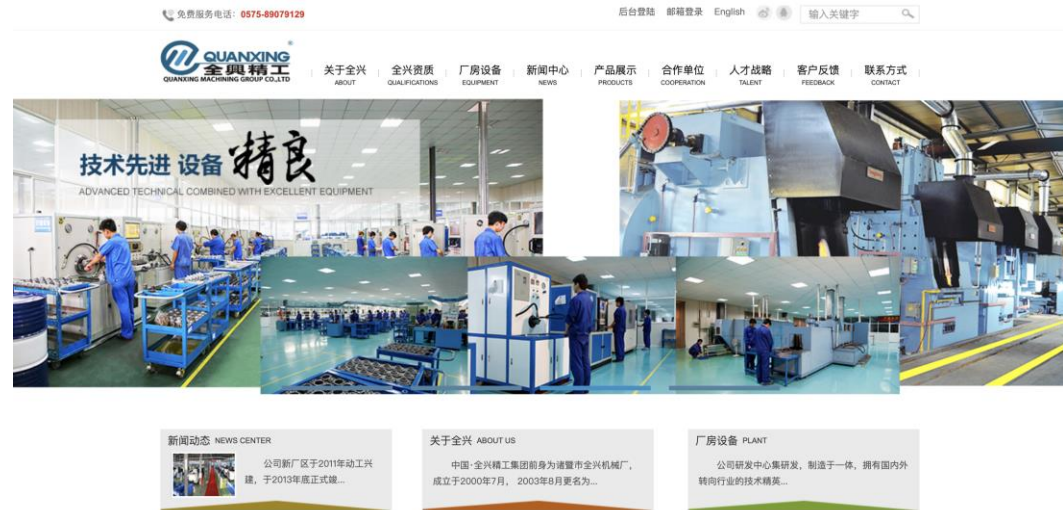 免费服务电话：0575-89079129
后台登陆 邮箱登录 English 输入关键字
QUANXING
全興精工
QUANXING MACHINING GROUP CO.,LTD
关于全兴 全兴资质 厂房设备 新闻中心 产品展示 合作单位 人才战略 客户反馈 联系方式
ABOUT QUALIFICATIONS EQUIPMENT NEWS PRODUCTS COOPERATION TALENT FEEDBACK CONTACT
技术先进 设备精良
ADVANCED TECHNICAL COMBINED WITH EXCELLENT EQUIPMENT
新闻动态 NEWS CENTER
公司新厂区于2011年动工兴
建，于2013年底正式竣...
关于全兴 ABOUT US
中国·全兴精工集团前身为诸暨市全兴机械厂，
成立于2000年7月， 2003年8月更名为...
厂房设备 PLANT
公司研发中心集研发，制造于一体，拥有国内外
转向行业的技术精英...